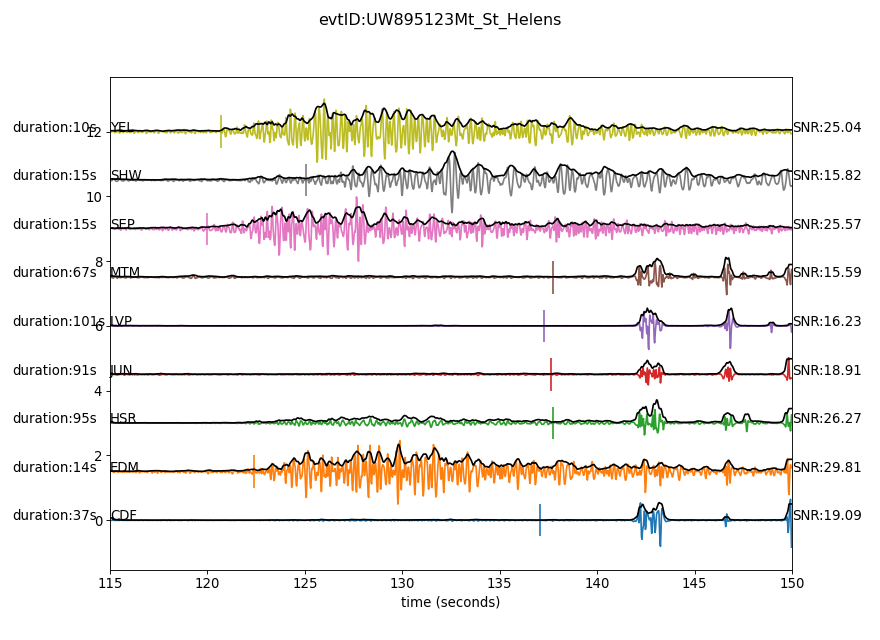 evtID:UW895123Mt_St_Helens
duration:10s YEL SNR:25.04
12
duration:15s SHW SNR:15.82
10
duration:15s SEP SNR:25.57
8
duration:67s MTM SNR:15.59
duration:101s LVP SNR:16.23
6
duration:91s JUN SNR:18.91
4
duration:95s HSR SNR:26.27
2
duration:14s EDM SNR:29.81
duration:37s CDF SNR:19.09
0
115 120 125 130 135 140 145 150
time (seconds)